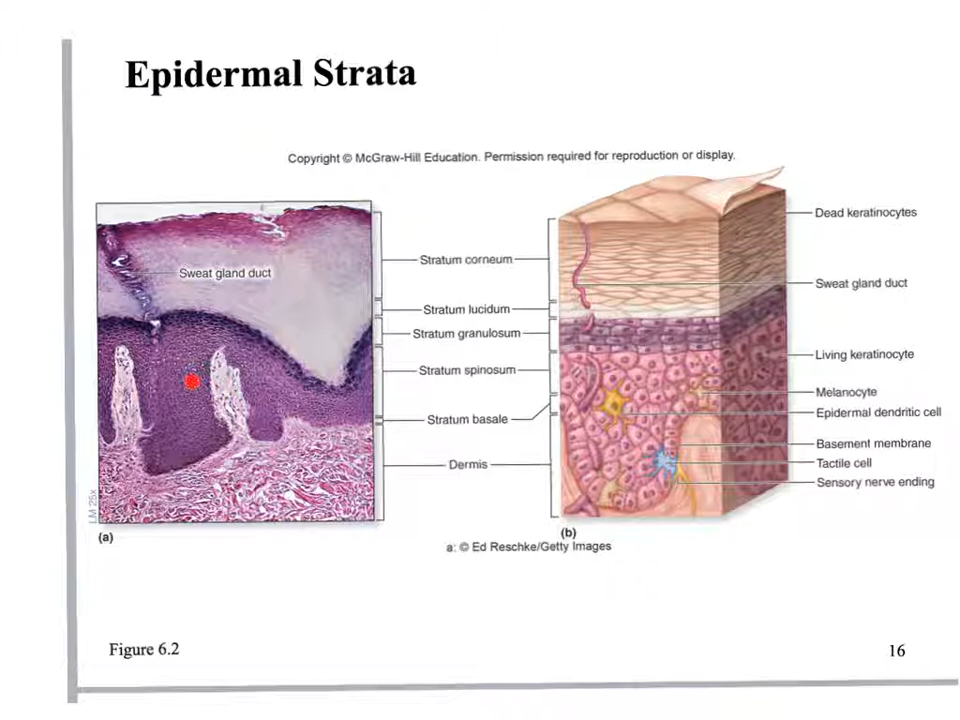 Epidermal Strata
Copyright © McGraw-Hill Education. Permission required for reproduction or display.
Sweat gland duct
Stratum corneum
Stratum lucidum
Stratum granulosum
Stratum spinosum
Stratum basale
Dermis
Dead keratinocytes
Sweat gland duct
Living keratinocyte
Melanocyte
Epidermal dendritic cell
Basement membrane
Tactile cell
Sensory nerve ending
LM 25x
(a)
(b)
a: © Ed Reschke/Getty Images
Figure 6.2
16